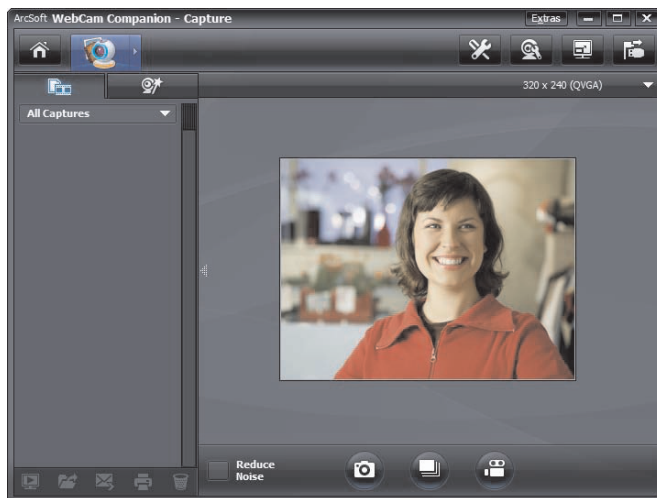 ArcSoft WebCam Companion - Capture
Extras
320 x 240 (QVGA)
All Captures
Reduce
Noise